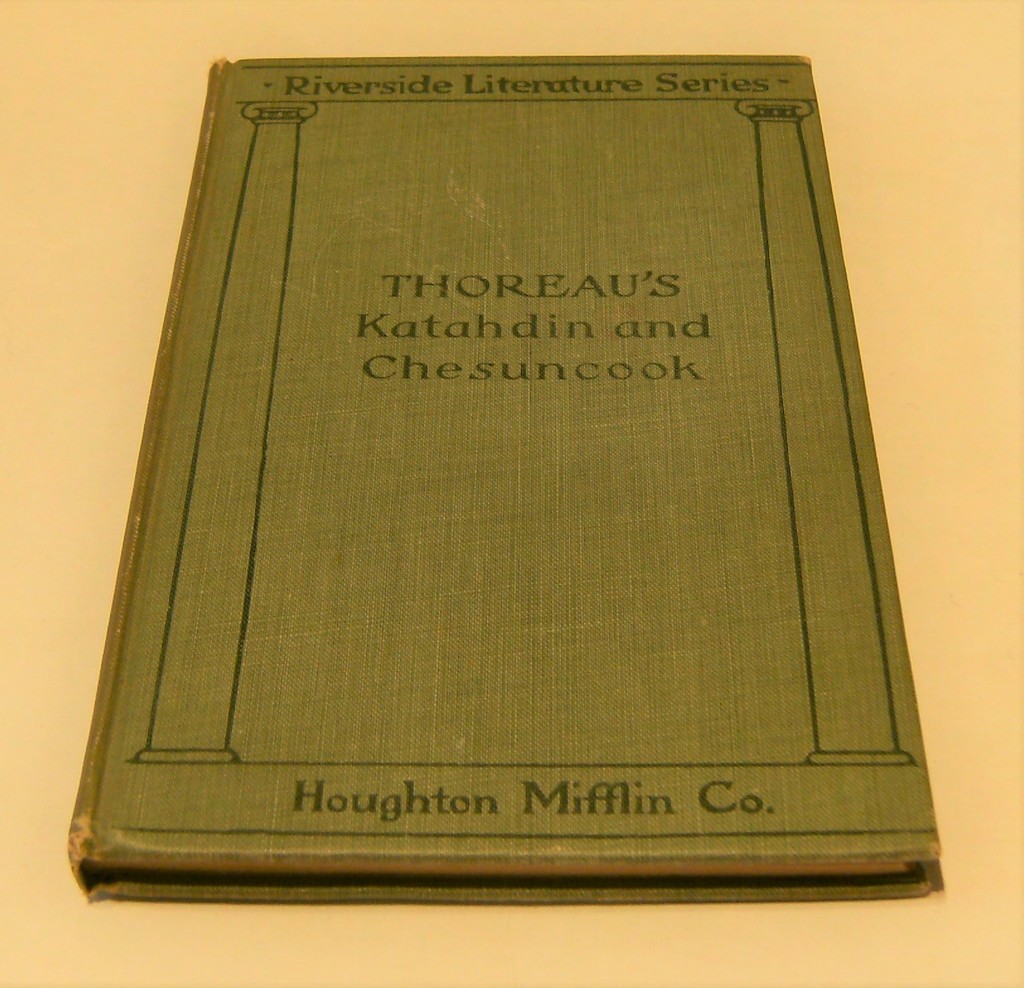 · Riverside Literature Series ·
THOREAU'S
Katahdin and
Chesuncook
Houghton Mifflin Co.